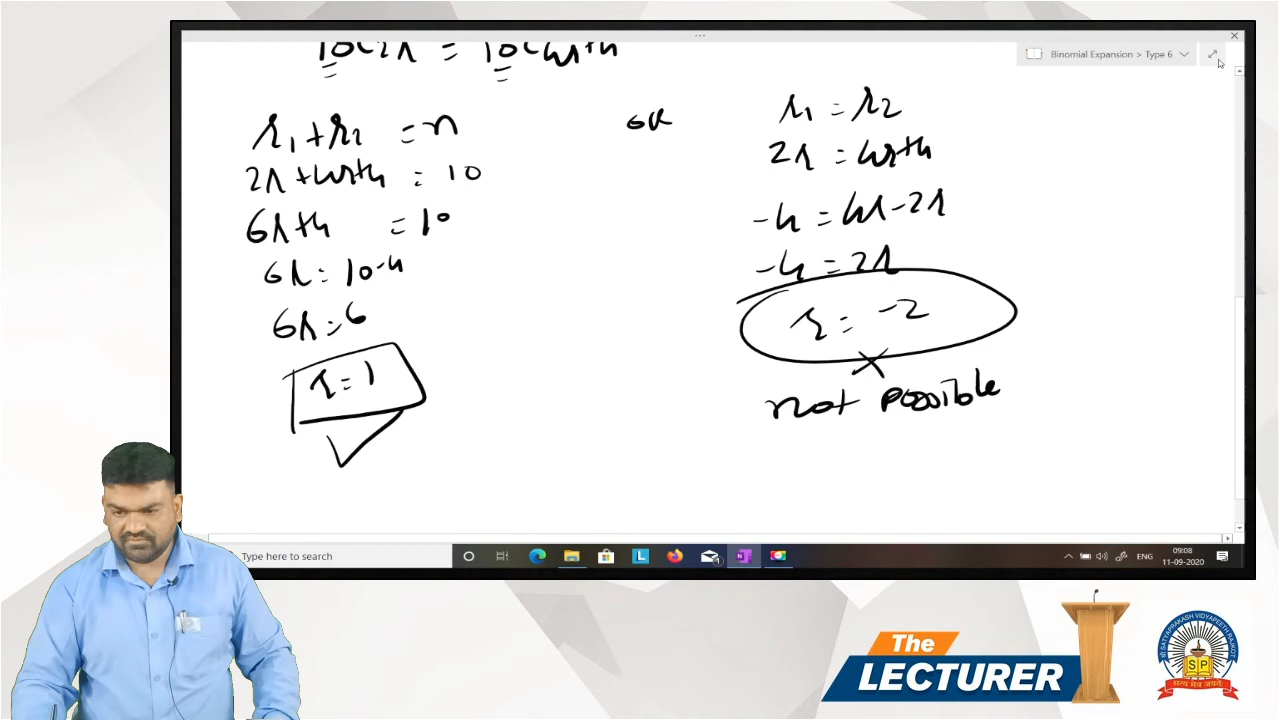 10C2r = 10C4r+4
Binomial Expansion > Type 6
r1+r2 = n
2r+4r+4 = 10
6r+4 = 10
6r = 10-4
6r = 6
r = 1
or
r1 = r2
2r = 4r+4
-4 = 4r-2r
-4 = 2r
r = -2
not possible
Type here to search
ENG
09:08
11-09-2020
The
LECTURER
SP